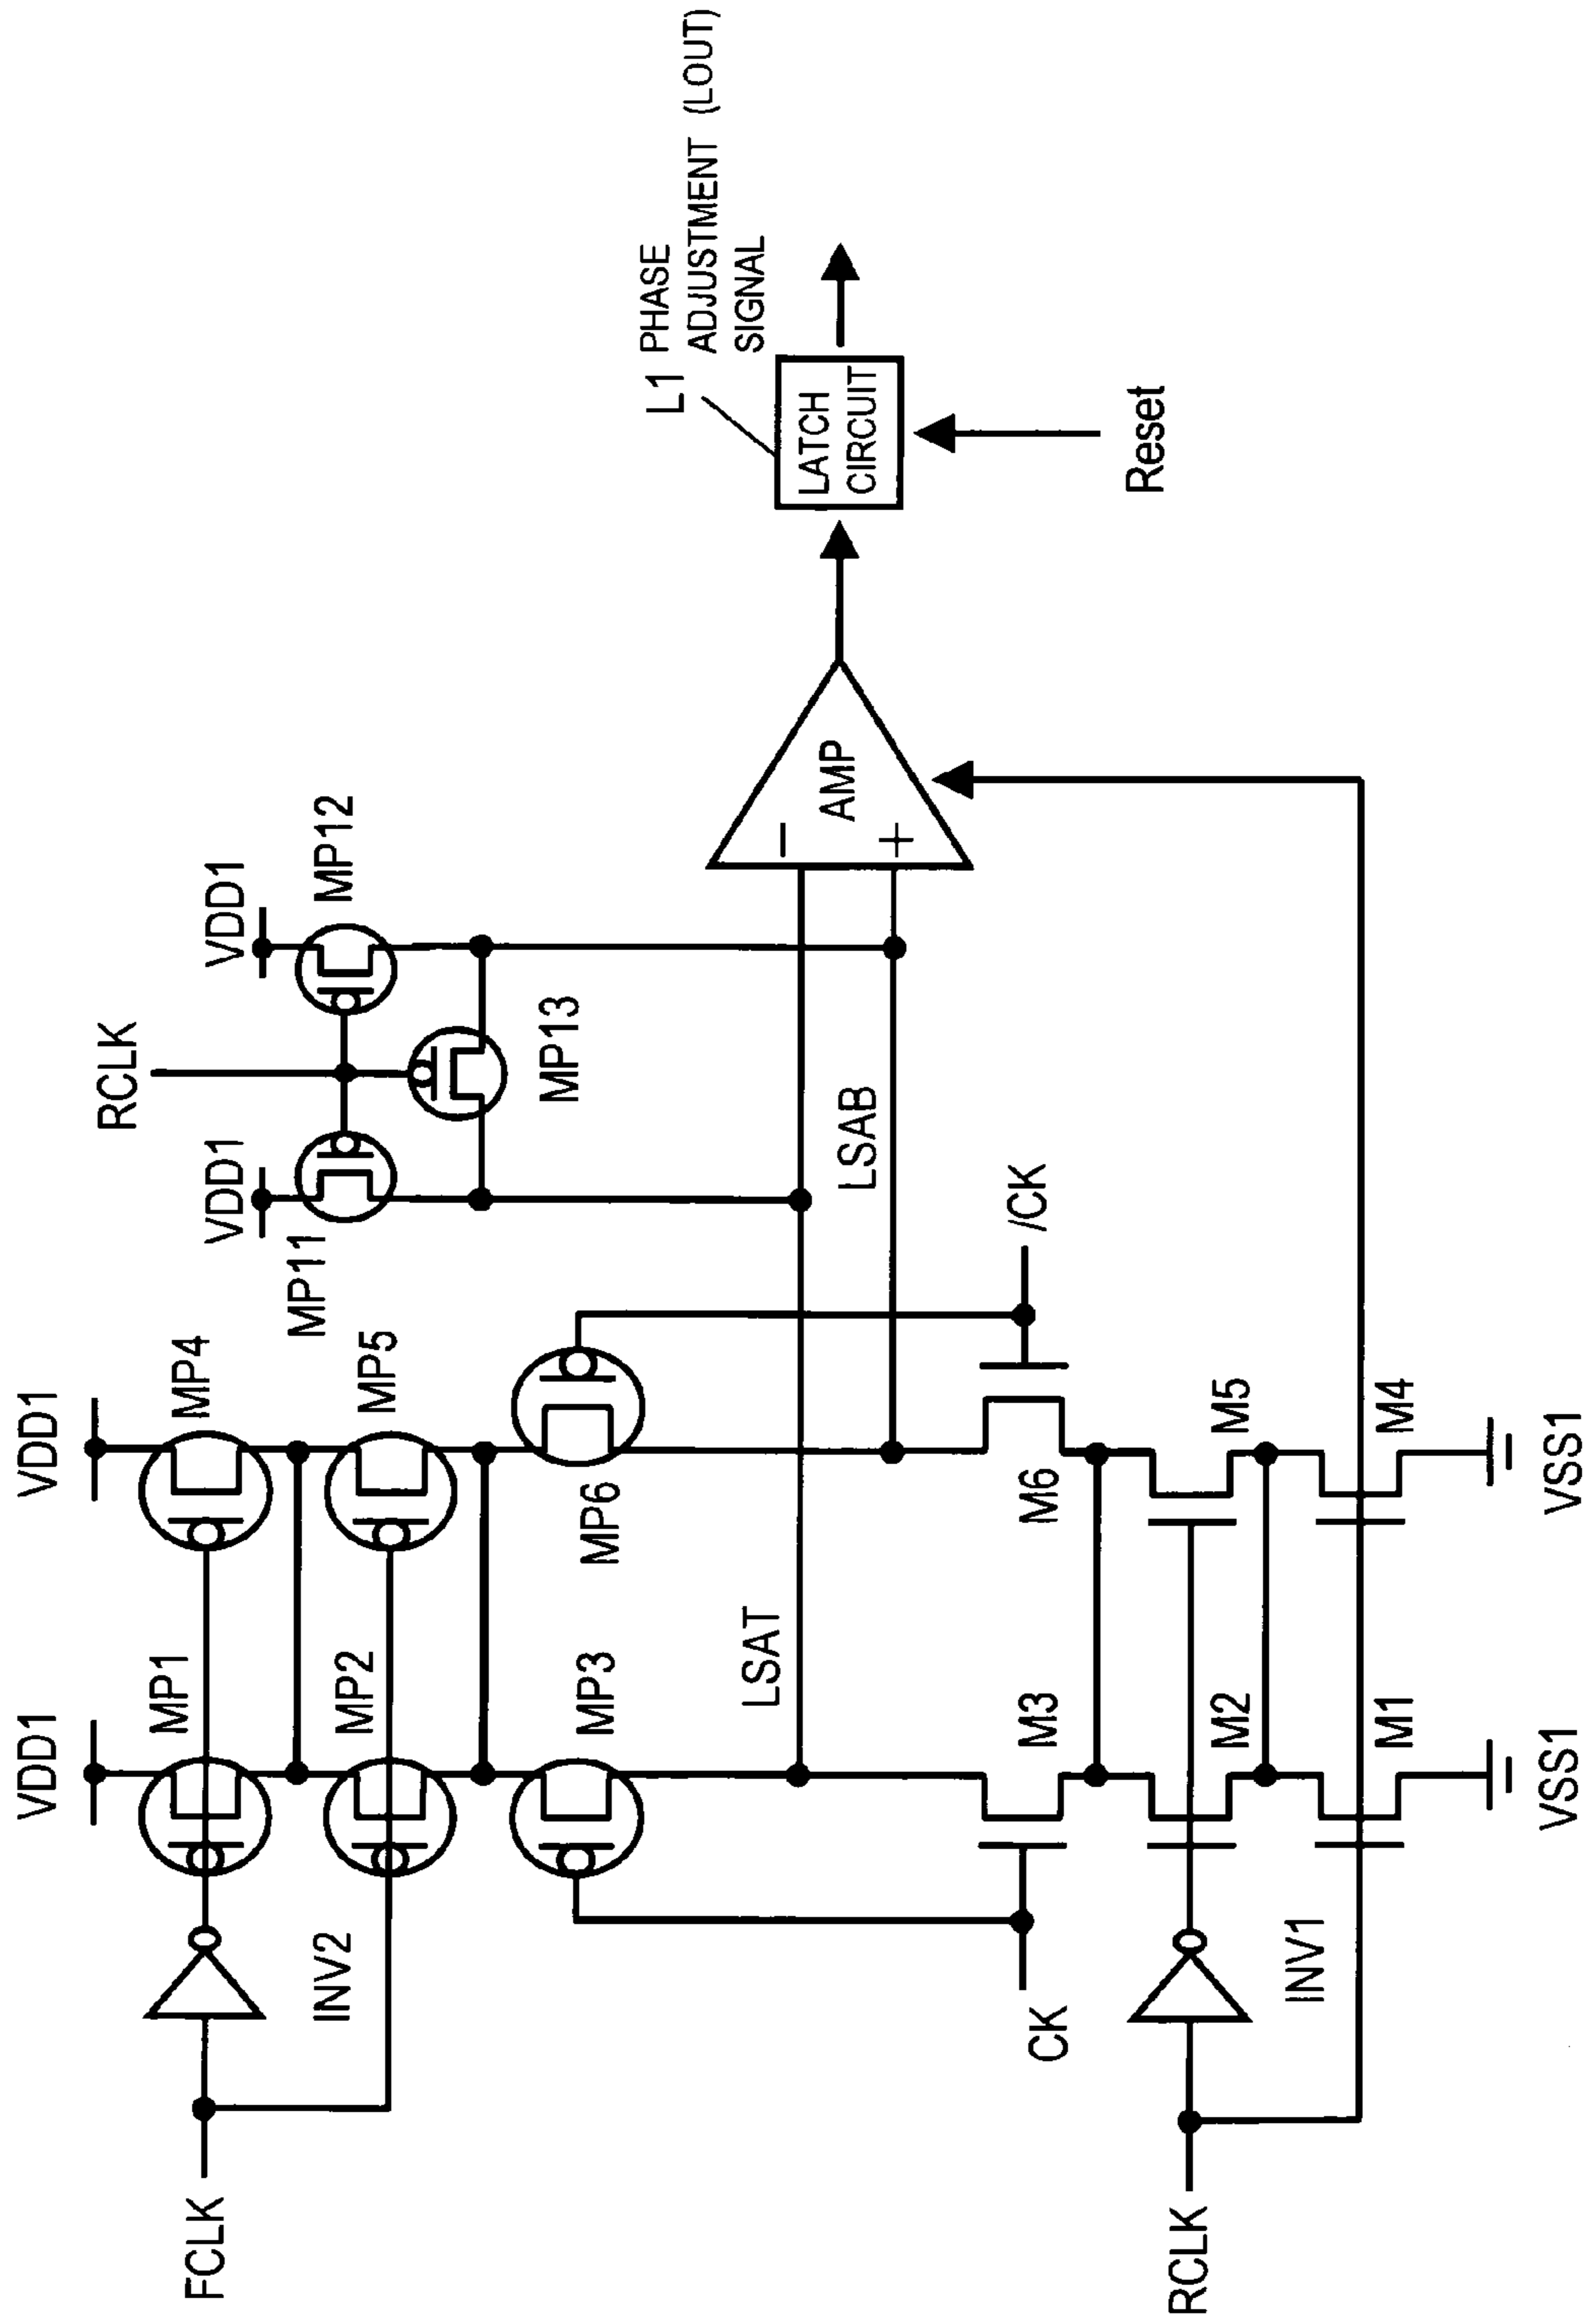 VDD1
VDD1
MP1
MP4
FCLK
INV2
MP2
MP5
MP3
MP6
RCLK
VDD1
VDD1
MP11
MP12
MP13
LSAT
LSAB
CK
/CK
M3
M6
RCLK
INV1
M2
M5
M1
M4
VSS1
VSS1
−
+
AMP
L1
LATCH
CIRCUIT
Reset
PHASE
ADJUSTMENT (LOUT)
SIGNAL